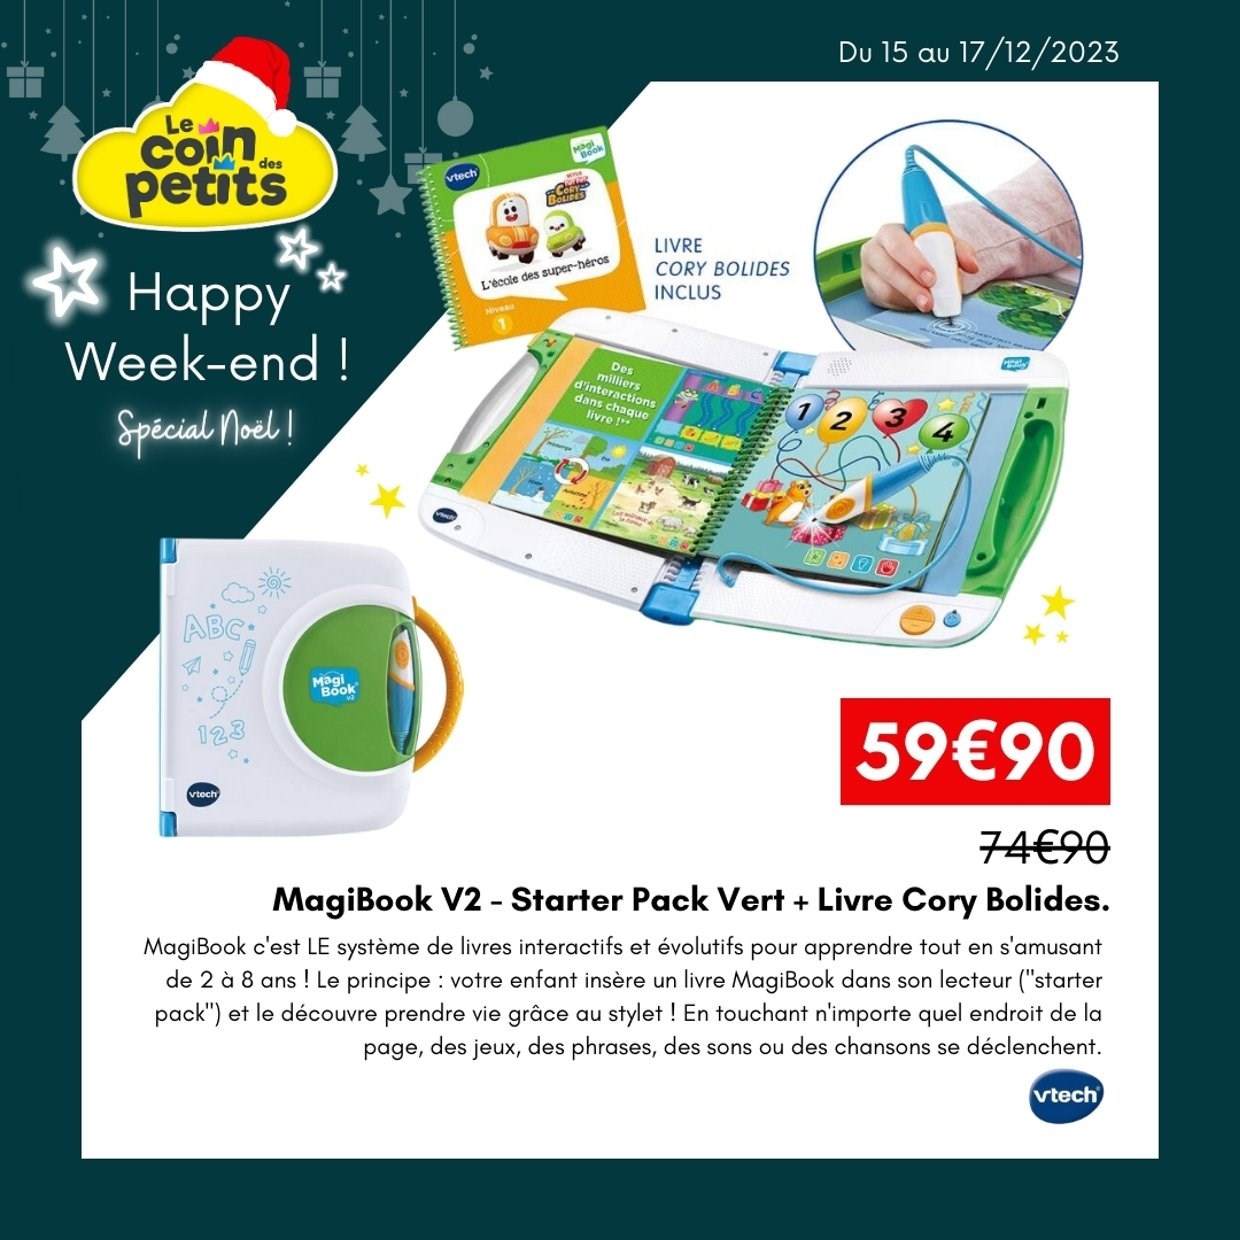 Du 15 au 17/12/2023
Le
coin
des
petits
Happy
Week-end !
Spécial Noël !
vtech
Magi
Book
CORY
BOLIDES
L'école des super-héros
Niveau
1
LIVRE
CORY BOLIDES
INCLUS
Des
milliers
d'interactions
dans chaque
livre !**
A B C
1 2 3 4
Magi
Book
vtech
ABC
123
Magi
Book
V2
vtech
59€90
74€90
MagiBook V2 - Starter Pack Vert + Livre Cory Bolides.
MagiBook c'est LE système de livres interactifs et évolutifs pour apprendre tout en s'amusant
de 2 à 8 ans ! Le principe : votre enfant insère un livre MagiBook dans son lecteur ("starter
pack") et le découvre prendre vie grâce au stylet ! En touchant n'importe quel endroit de la
page, des jeux, des phrases, des sons ou des chansons se déclenchent.
vtech